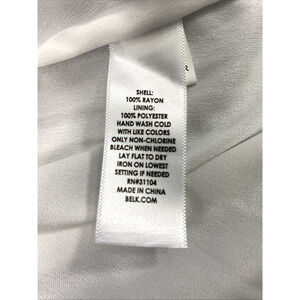 SHELL:
100% RAYON
LINING:
100% POLYESTER
HAND WASH COLD
WITH LIKE COLORS
ONLY NON-CHLORINE
BLEACH WHEN NEEDED
LAY FLAT TO DRY
IRON ON LOWEST
SETTING IF NEEDED
RN#31104
MADE IN CHINA
BELK.COM